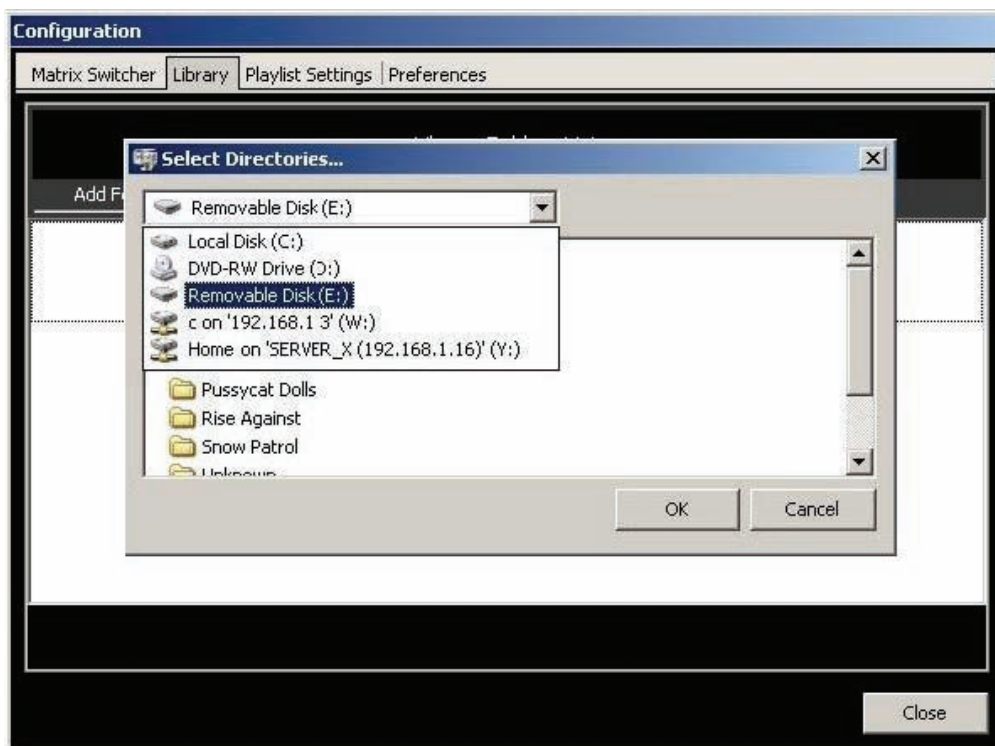 Configuration
Matrix Switcher Library Playlist Settings Preferences
Select Directories...
Add F
Removable Disk (E:)
Local Disk (C:)
DVD-RW Drive (D:)
Removable Disk (E:)
c on '192.168.1 3' (W:)
Home on 'SERVER_X (192.168.1.16)' (Y:)
Pussycat Dolls
Rise Against
Snow Patrol
Unknown
OK Cancel
Close